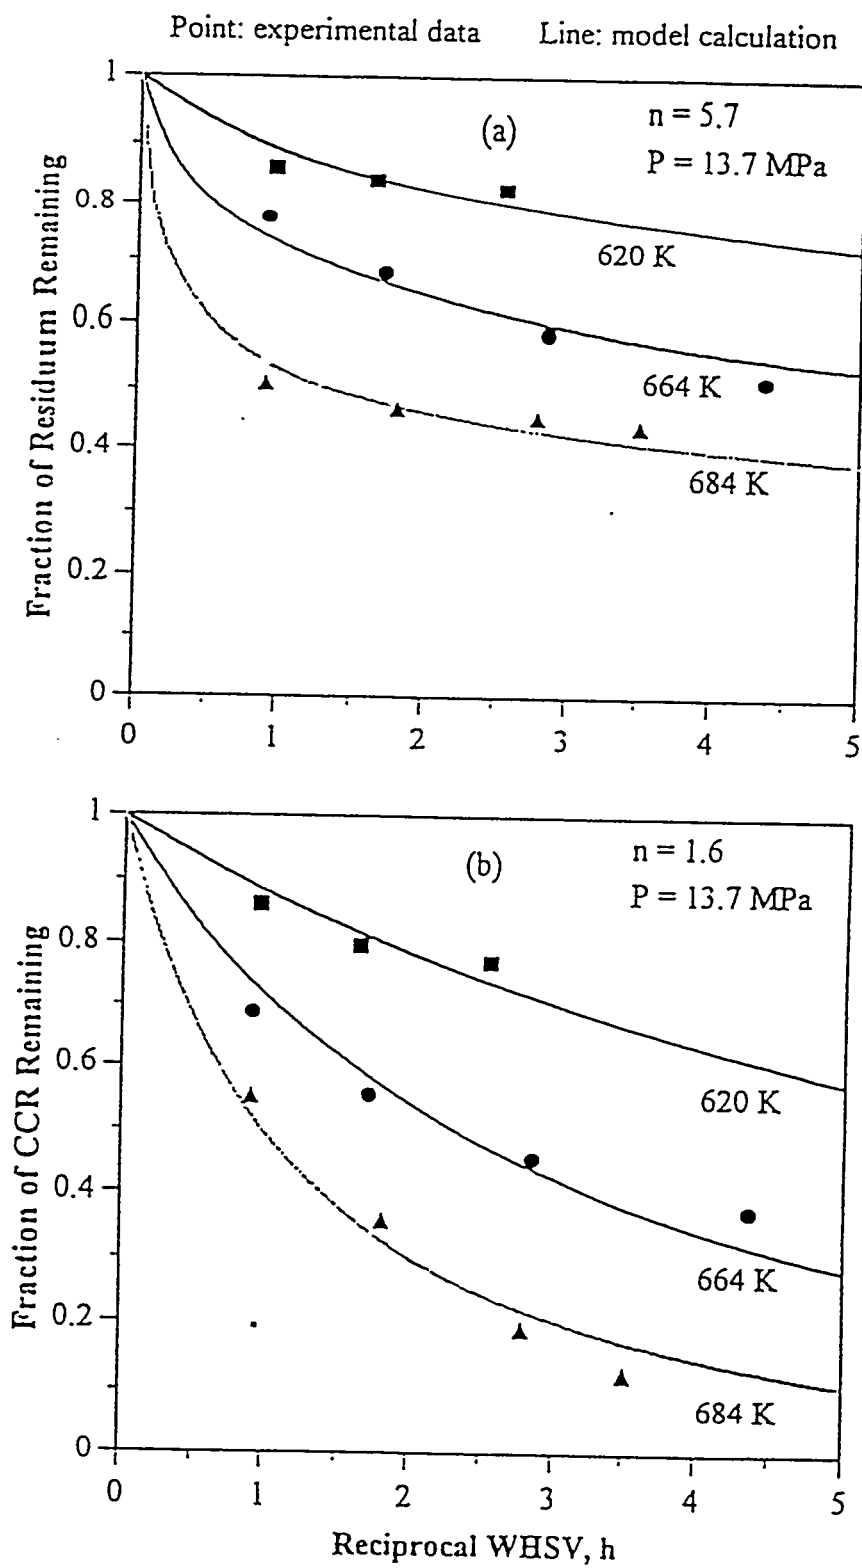 Point: experimental data Line: model calculation
1
(a)
n = 5.7
P = 13.7 MPa
0.8
620 K
0.6
664 K
0.4
684 K
0.2
0
Fraction of Residuum Remaining
0 1 2 3 4 5
1
(b)
n = 1.6
P = 13.7 MPa
0.8
620 K
0.6
0.4
664 K
0.2
684 K
0
Fraction of CCR Remaining
0 1 2 3 4 5
Reciprocal WHSV, h